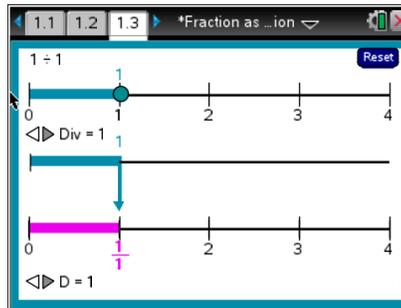 1.1 1.2 1.3 *Fraction as …ion
1 ÷ 1
Reset
1
0 1 2 3 4
Div = 1
1
0 1/1 2 3 4
D = 1